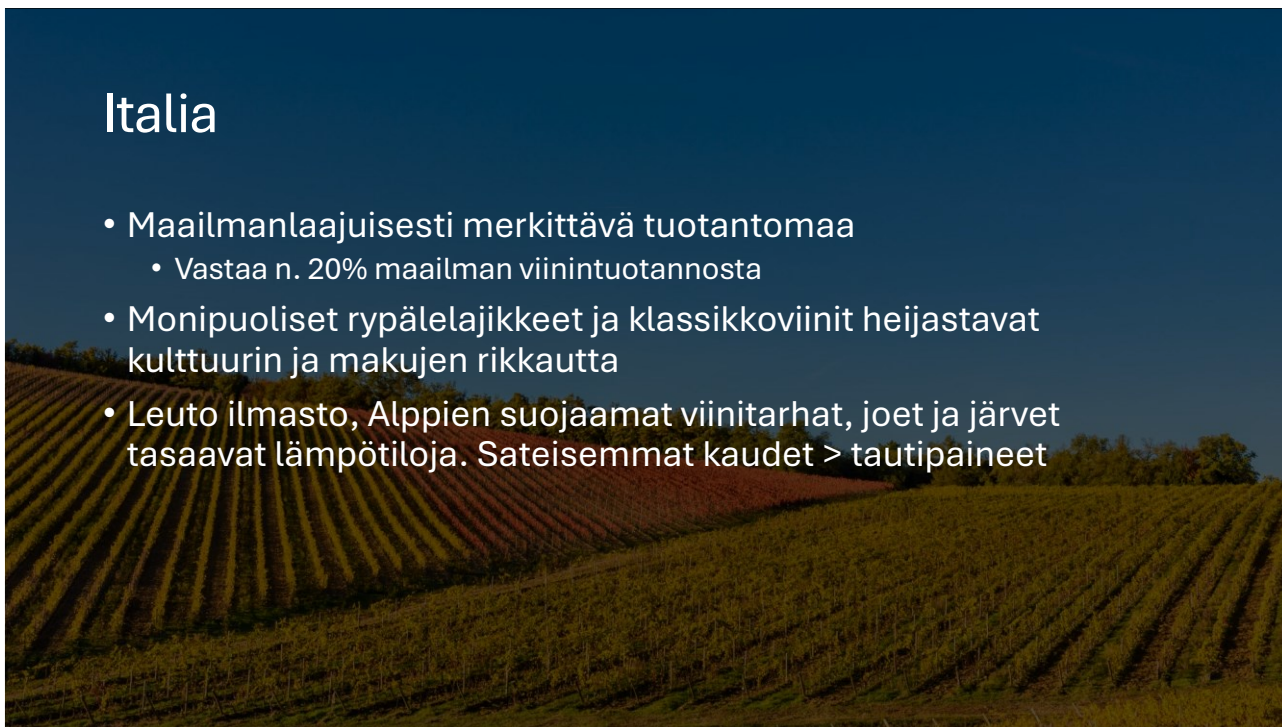 Italia
• Maailmanlaajuisesti merkittävä tuotantomaa
• Vastaa n. 20% maailman viinintuotannosta
• Monipuoliset rypälelajikkeet ja klassikkoviinit heijastavat
kulttuurin ja makujen rikkautta
• Leuto ilmasto, Alppien suojaamat viinitarhat, joet ja järvet
tasaavat lämpötiloja. Sateisemmat kaudet > tautipaineet